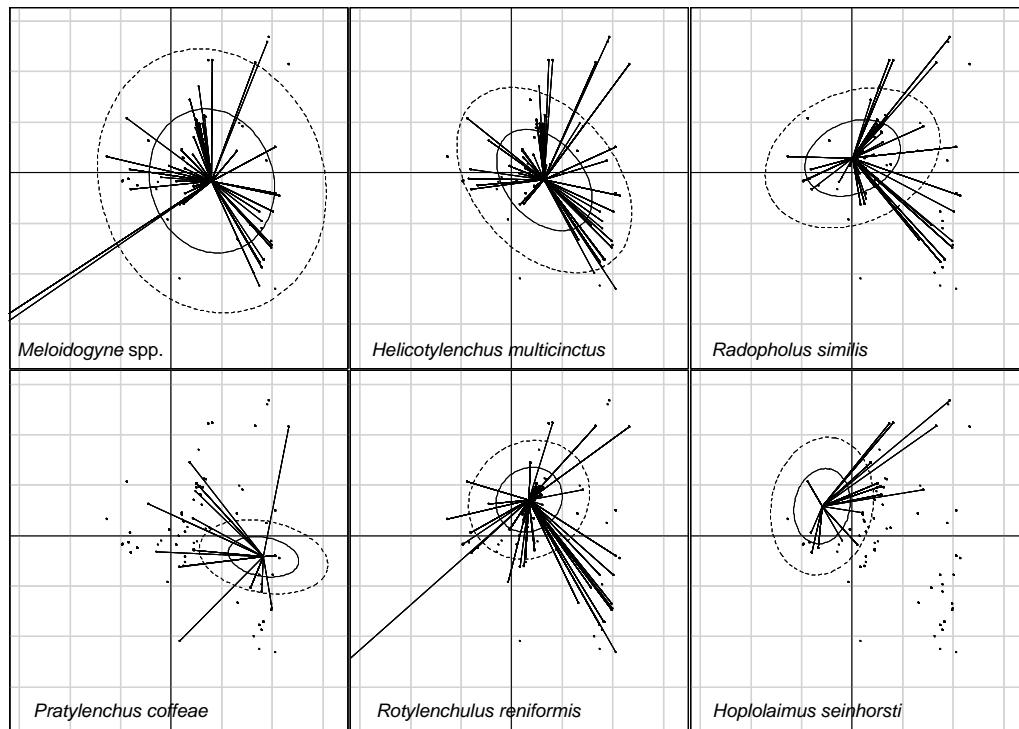 Meloidogyne spp.
Helicotylenchus multicinctus
Radopholus similis
Pratylenchus coffeae
Rotylenchulus reniformis
Hoplolaimus seinhorsti